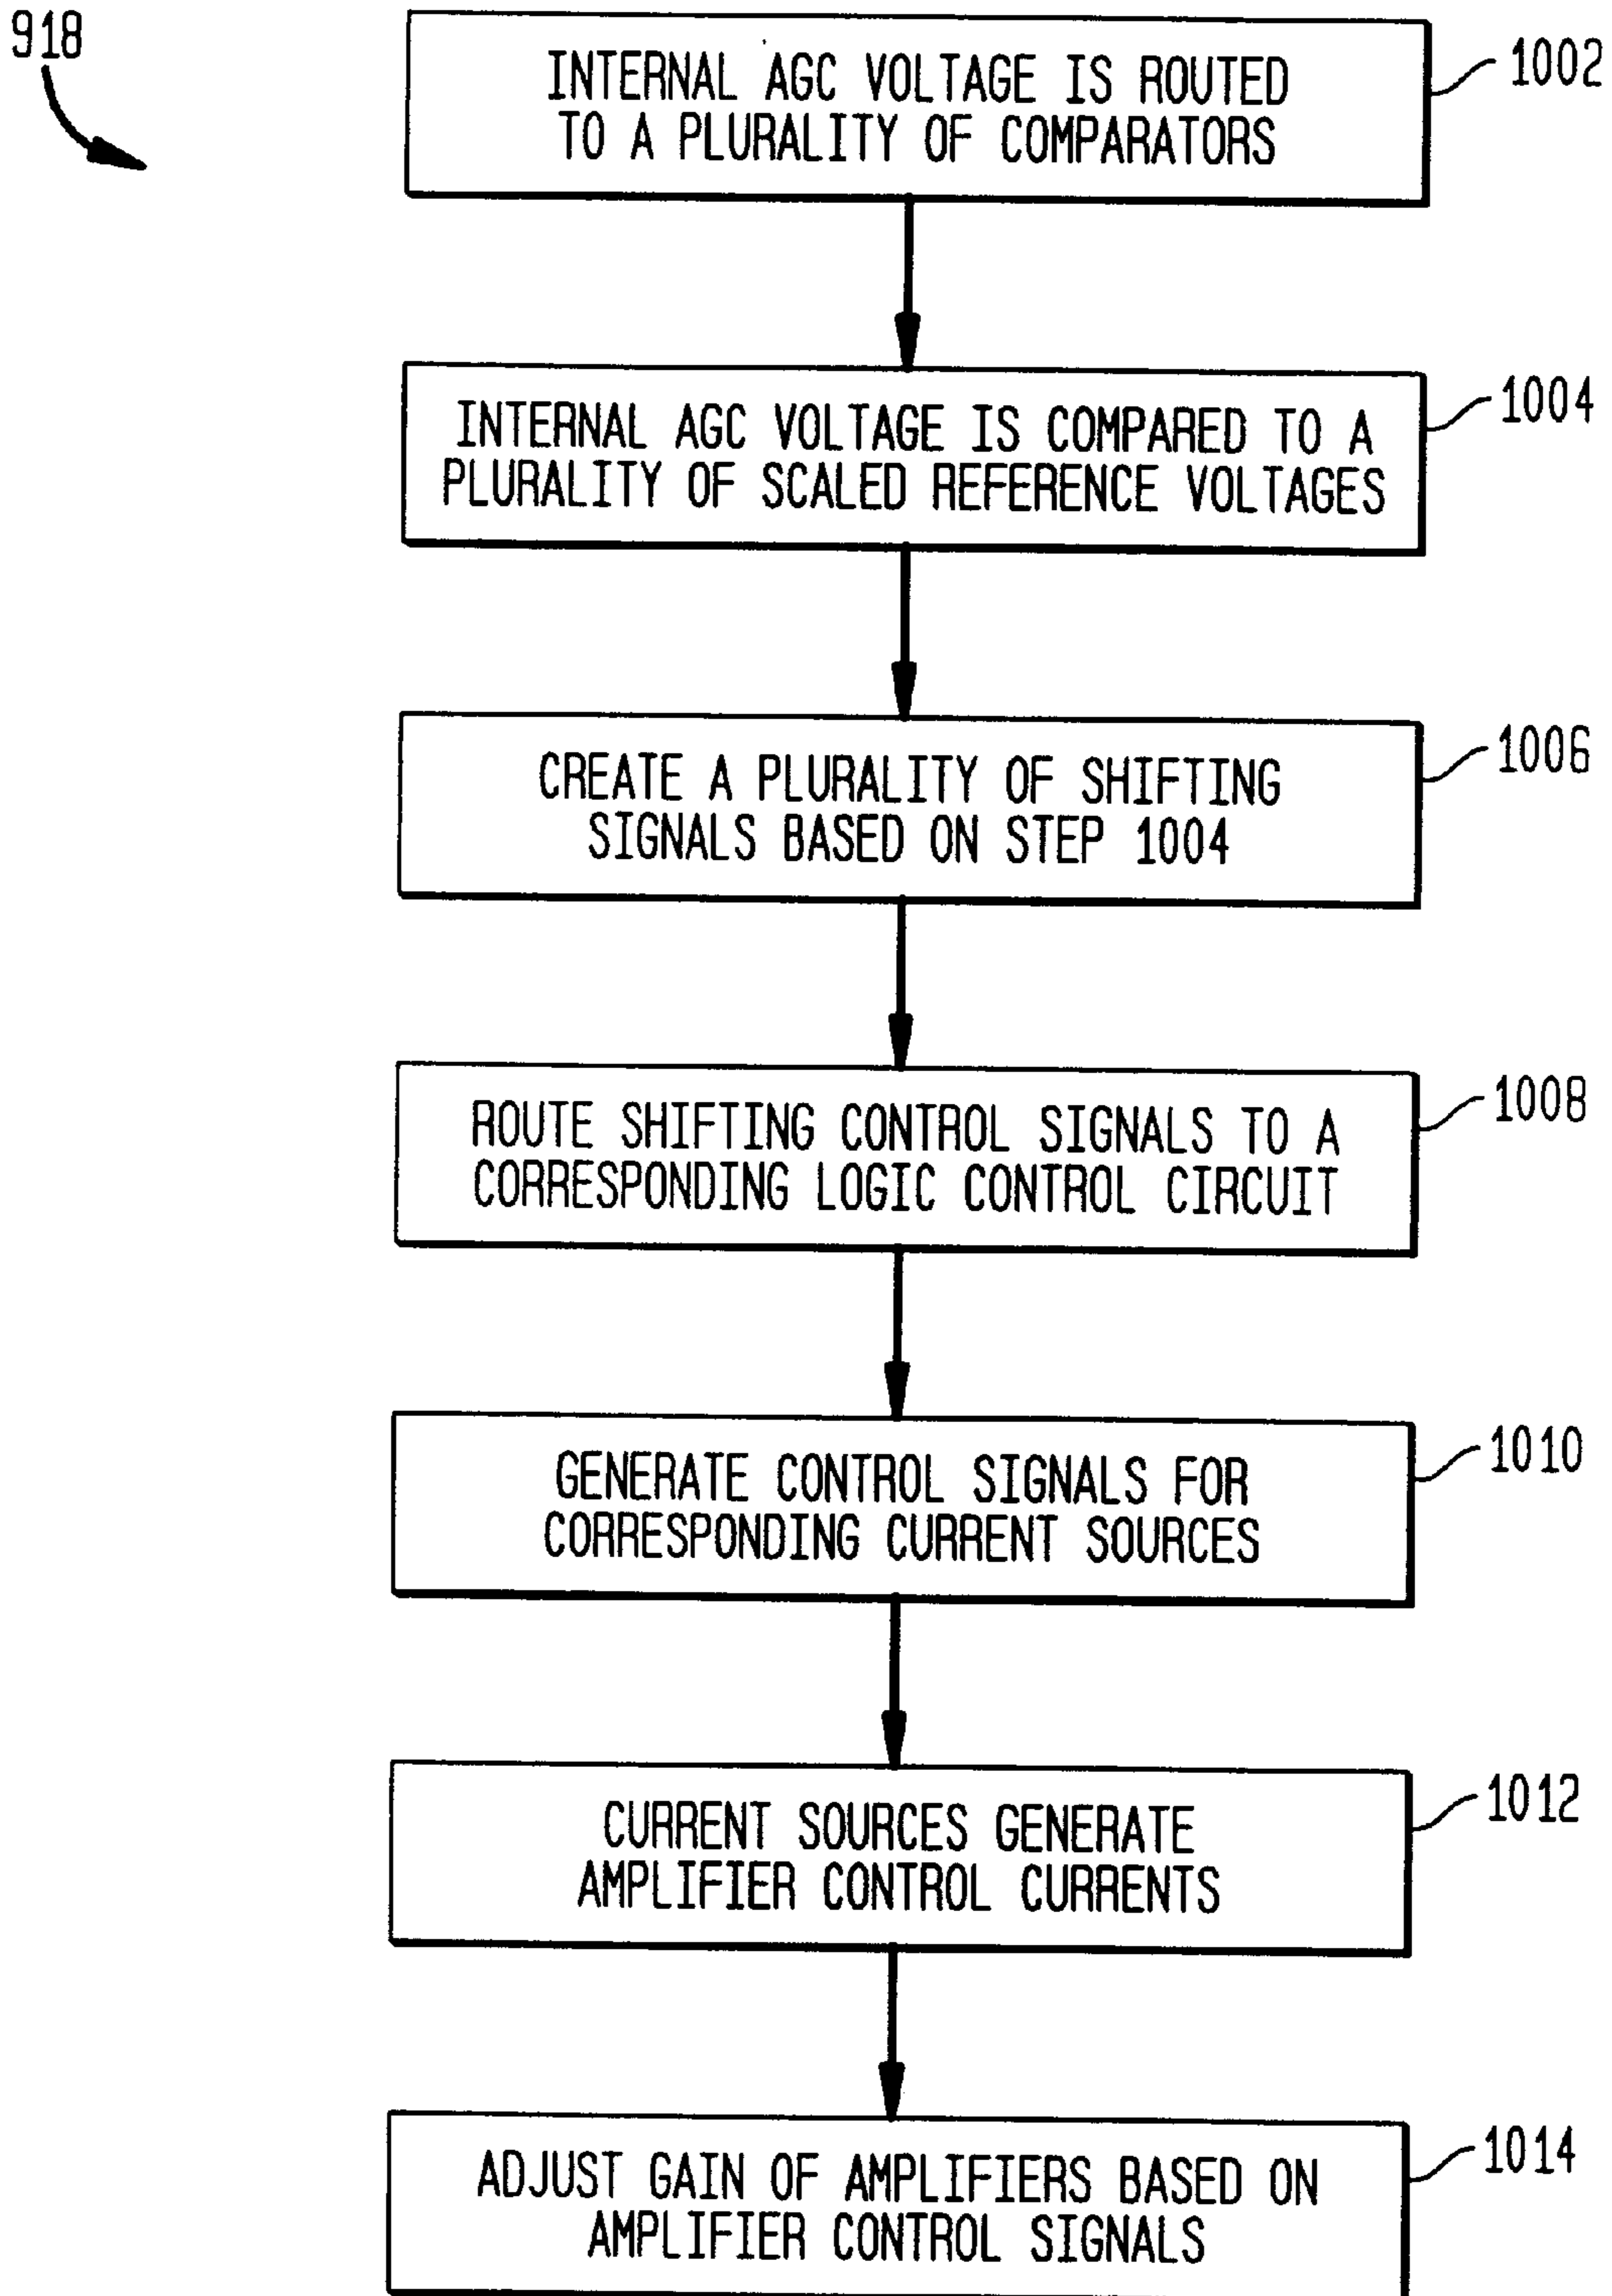 918
INTERNAL AGC VOLTAGE IS ROUTED
TO A PLURALITY OF COMPARATORS
1002
INTERNAL AGC VOLTAGE IS COMPARED TO A
PLURALITY OF SCALED REFERENCE VOLTAGES
1004
CREATE A PLURALITY OF SHIFTING
SIGNALS BASED ON STEP 1004
1006
ROUTE SHIFTING CONTROL SIGNALS TO A
CORRESPONDING LOGIC CONTROL CIRCUIT
1008
GENERATE CONTROL SIGNALS FOR
CORRESPONDING CURRENT SOURCES
1010
CURRENT SOURCES GENERATE
AMPLIFIER CONTROL CURRENTS
1012
ADJUST GAIN OF AMPLIFIERS BASED ON
AMPLIFIER CONTROL SIGNALS
1014